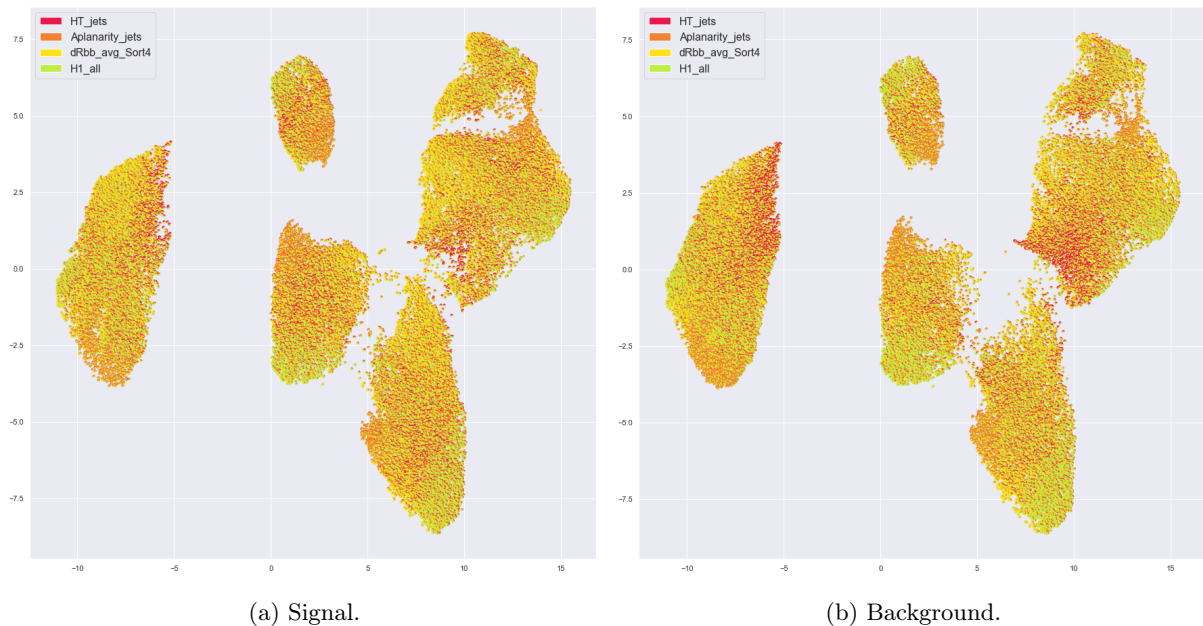 HT_jets
Aplanarity_jets
dRbb_avg_Sort4
H1_all
7.5
5.0
2.5
0.0
−2.5
−5.0
−7.5
−10
−5
0
5
10
15
(a) Signal.
HT_jets
Aplanarity_jets
dRbb_avg_Sort4
H1_all
7.5
5.0
2.5
0.0
−2.5
−5.0
−7.5
−10
−5
0
5
10
15
(b) Background.